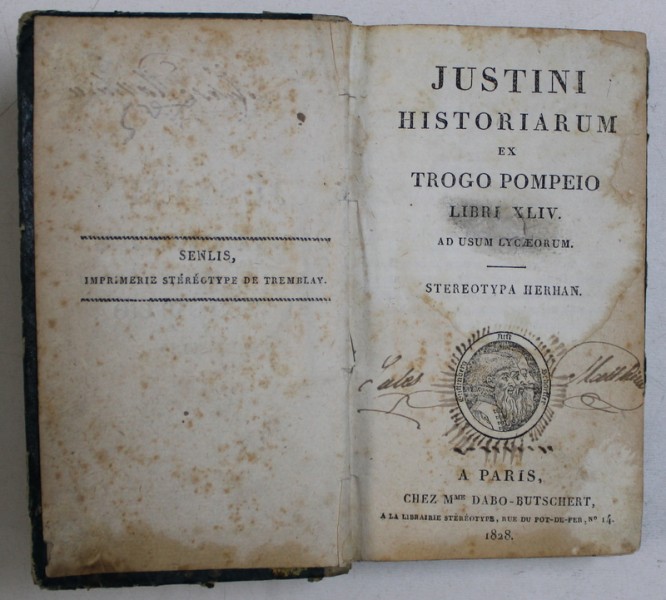 SENLIS,
IMPRIMERIE STÉRÉOTYPE DE TREMBLAY.
JUSTINI
HISTORIARUM
EX
TROGO POMPEIO
LIBRI XLIV.
AD USUM LYCÆORUM.
STEREOTYPA HERHAN.
A PARIS,
CHEZ MME DABO-BUTSCHERT,
A LA LIBRAIRIE STÉRÉOTYPE, RUE DU POT-DE-FER, No 14.
1828.